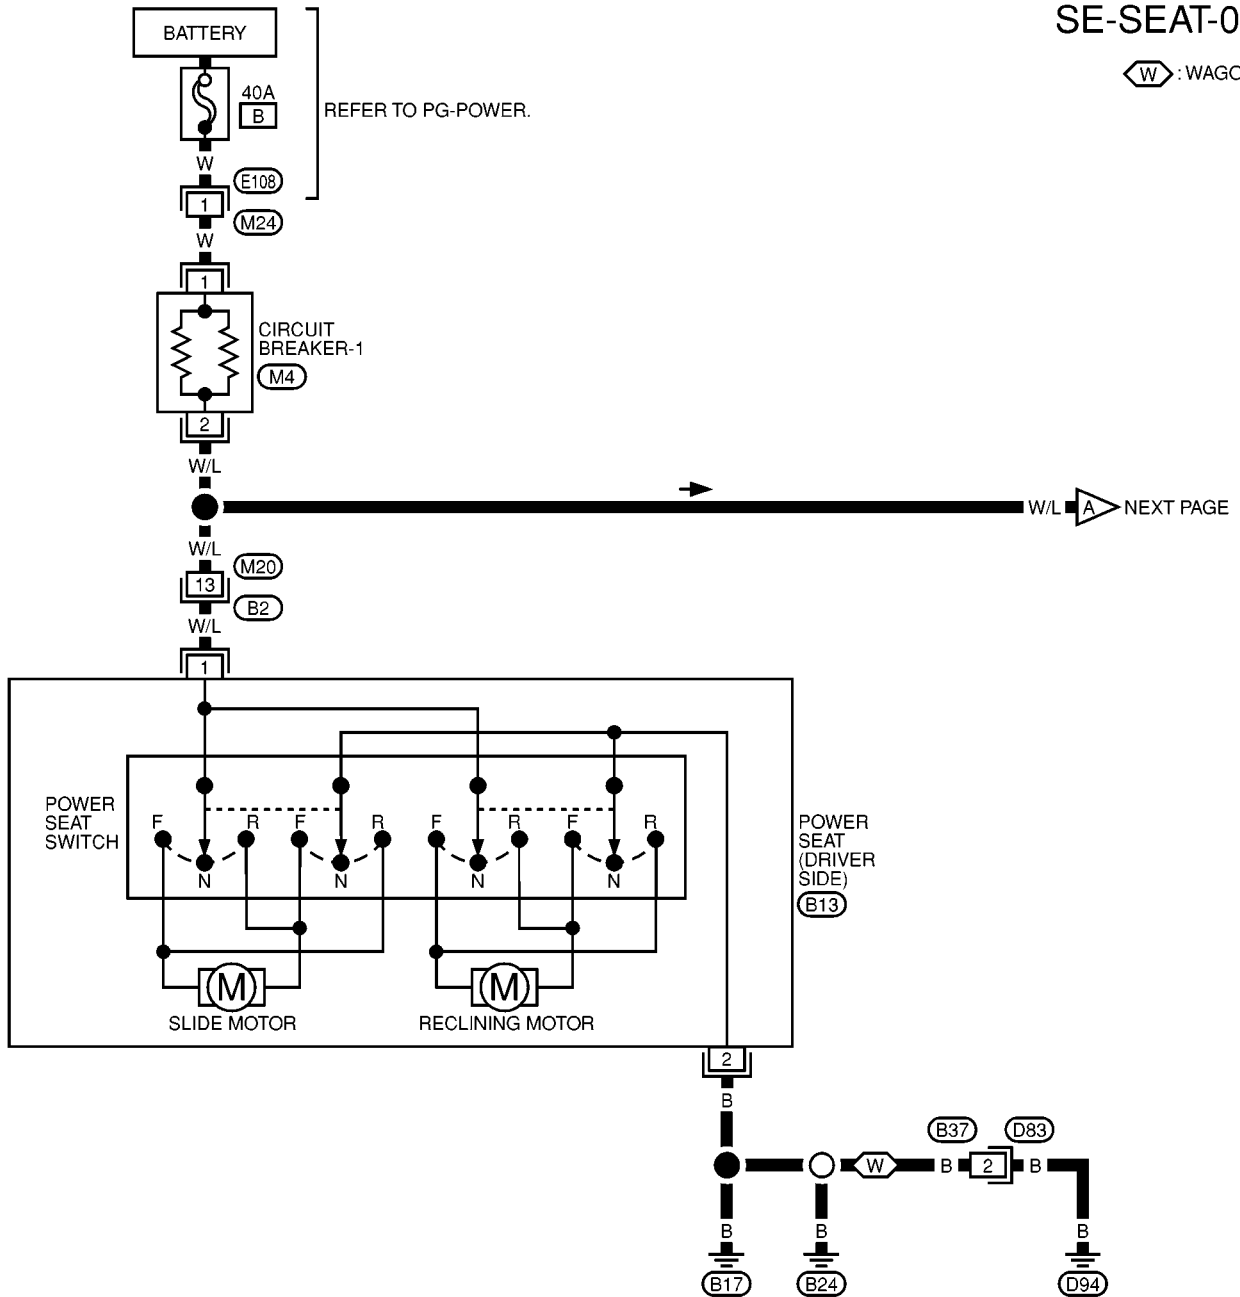 SE-SEAT-0
BATTERY
W : WAGO
40A
B
REFER TO PG-POWER.
W
E108
1
M24
W
1
CIRCUIT
BREAKER-1
M4
2
W/L
W/L A NEXT PAGE
W/L
M20
13
B2
W/L
1
POWER
SEAT
SWITCH
F R F R F R F R
N N N N
POWER
SEAT
(DRIVER
SIDE)
B13
M M
SLIDE MOTOR RECLINING MOTOR
2
B
B37 D83
W B 2 B
B B B
B17 B24 D94